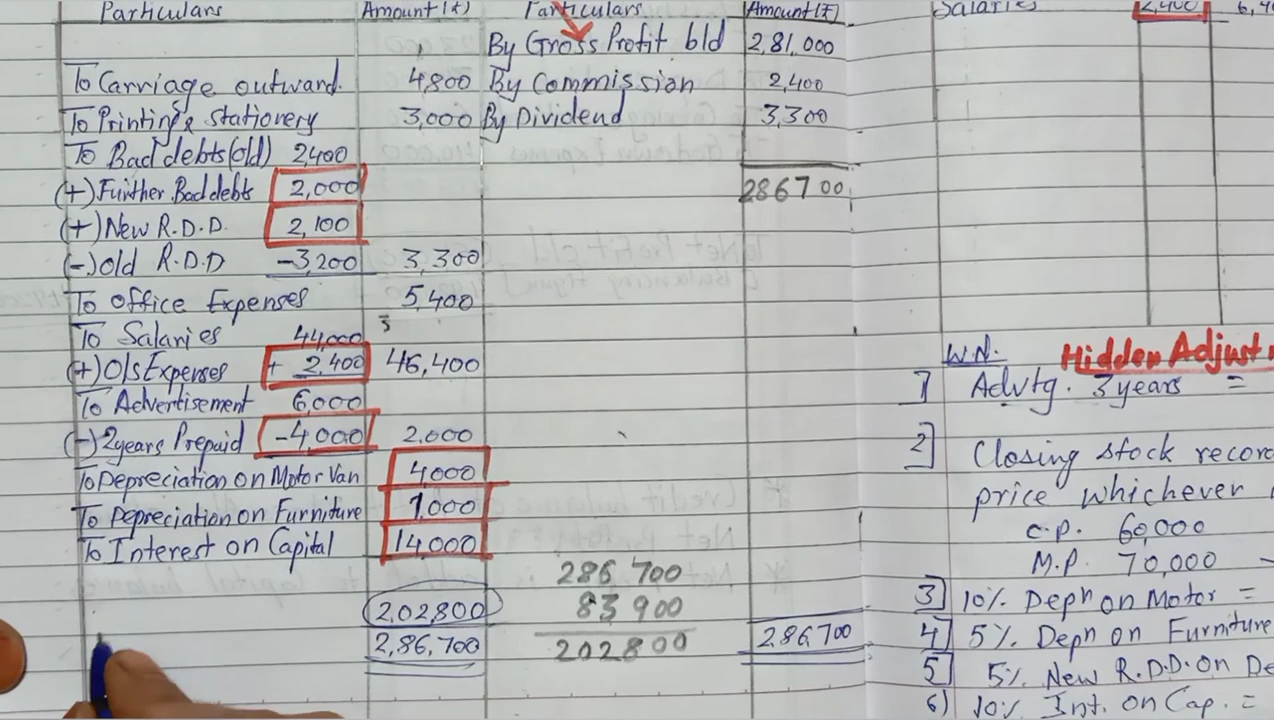 Particulars Amount (₹) Particulars Amount (₹)
By Gross Profit b/d 2,81,000
To Carriage outward. 4,800 By Commission 2,400
To Printing & stationery 3,000 By Dividend 3,300
To Bad debts (old) 2,400
(+) Further Bad debts 2,000 286700
(+) New R.D.D. 2,100
(-) old R.D.D -3,200 3,300
To office Expenses 5,400
To Salaries 44,000
(+) O/s Expenses + 2,400 46,400
To Advertisement 6,000
(-) 2years Prepaid -4,000 2,000
To Depreciation on Motor Van 4,000
To Depreciation on Furniture 1,000
To Interest on Capital 14,000
286,700
202,800 83,900
2,86,700 202800 2,86,700
Salaries 2,400
W.N. Hidden Adjust
1] Advtg. 3 years =
2] Closing stock record
price whichever
C.P. 60,000
M.P. 70,000
3] 10% Deph on Motor =
4] 5% Depn on Furniture
5] 5% New R.D.D. on De
6) 10% Int. on Cap. =